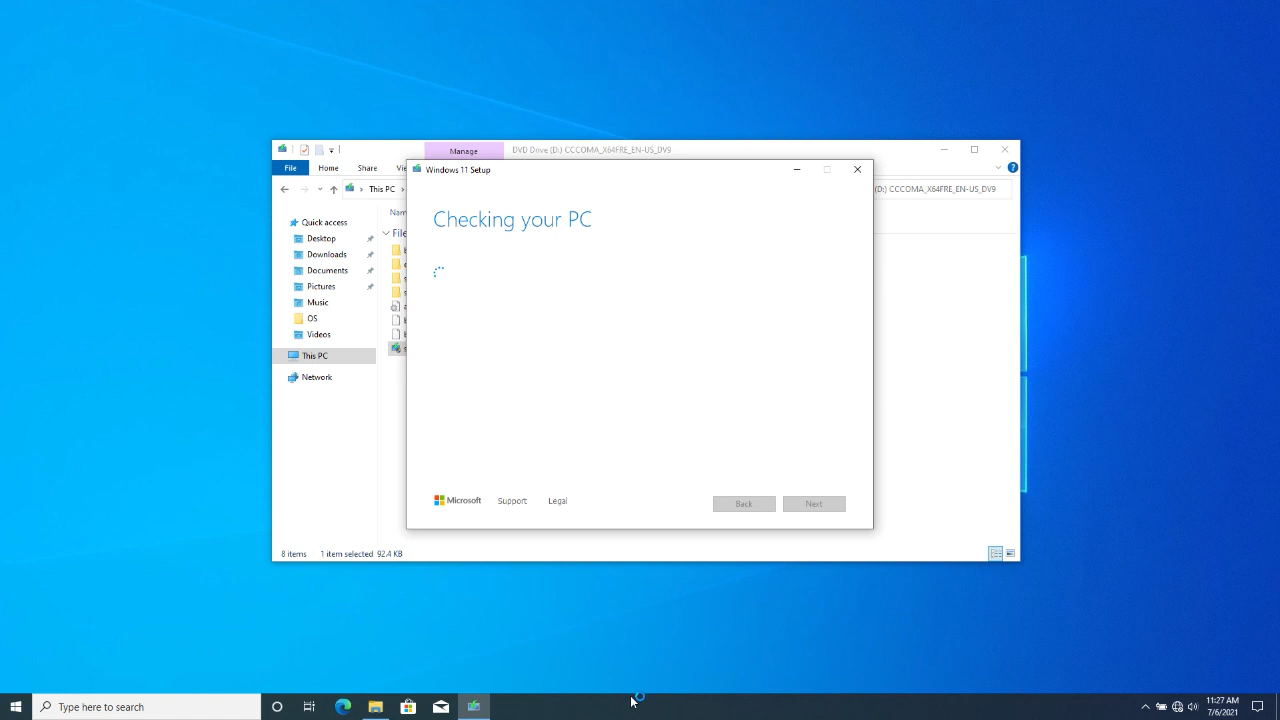 Manage
DVD Drive (D:) CCCOMA_X64FRE_EN-US_DV9
File
Home
Share
This PC
(D:) CCCOMA_X64FRE_EN-US_DV9
Windows 11 Setup
Checking your PC
Quick access
Desktop
Downloads
Documents
Pictures
Music
OS
Videos
This PC
Network
Microsoft
Support
Legal
Back
Next
8 items
1 item selected 92.4 KB
Type here to search
11:27 AM
7/6/2021